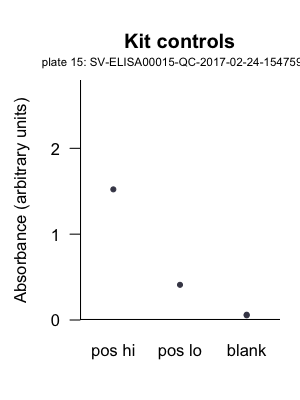 Kit controls
plate 15: SV-ELISA00015-QC-2017-02-24-154759
Absorbance (arbitrary units)
2
1
0
pos hi pos lo blank